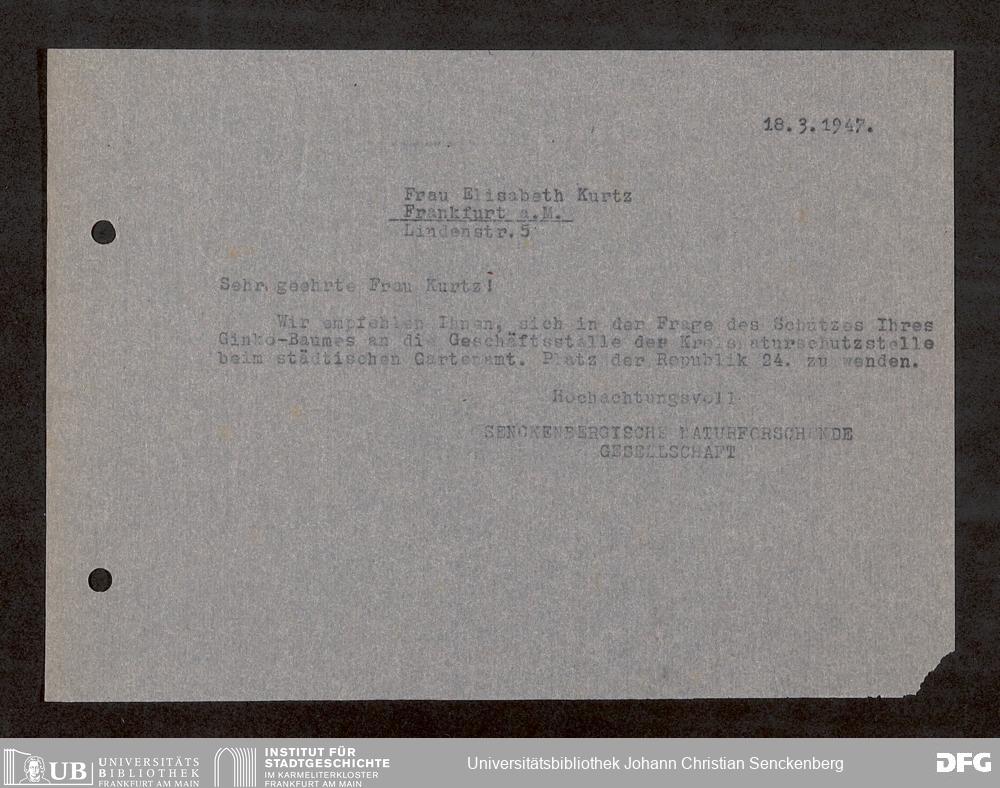 18.3.1947.
Frau Elisabeth Kurtz
Frankfurt a.M.
Lindenstr.5
Sehr geehrte Frau Kurtz!
Wir empfehlen Ihnen, sich in der Frage des Schutzes Ihres
Ginko-Baumes an die Geschäftsstelle der Kreisnaturschutzstelle
beim städtischen Gartenamt. Platz der Republik 24. zu wenden.
Hochachtungsvoll
SENCKENBERGISCHE NATURFORSCHENDE
GESELLSCHAFT
UB
UNIVERSITÄTS
BIBLIOTHEK
FRANKFURT AM MAIN
INSTITUT FÜR
STADTGESCHICHTE
IM KARMELITERKLOSTER
FRANKFURT AM MAIN
Universitätsbibliothek Johann Christian Senckenberg
DFG